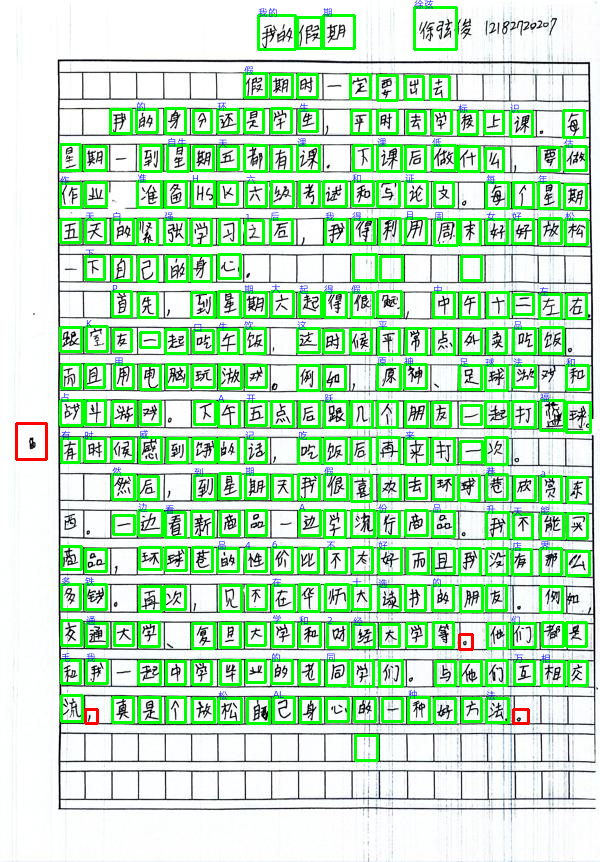 我的假期 徐弦俊 12182720207
假期时一定要出去
我的身分还是学生，平时去学校上课。每
星期一到星期五都有课。下课后做什么，要做
作业、准备HSK六级考试和写论文。每个星期
五天的紧张学习之后，我得利用周末好好放松
一下自己的身心。
首先，到星期六起得很晚，中午十二左右。
跟室友一起吃午饭，这时候平常点外卖吃饭。
而且用电脑玩游戏。例如，原神、足球游戏和
战斗游戏。下午五点后跟几个朋友一起打篮球。
有时候感到饿的话，吃饭后再来打一次。
然后，到星期天我很喜欢去环球巷欣赏东
西。一边看新商品一边学流行商品。我不能买
商品，环球巷的性价比不太好而且我没有那么
多钱。再次，见不在华师大读书的朋友。例如，
交通大学、复旦大学和财经大学等。他们都是
和我一起中学毕业的老同学们。与他们互相交
流，真是个放松自己身心的一种好方法。